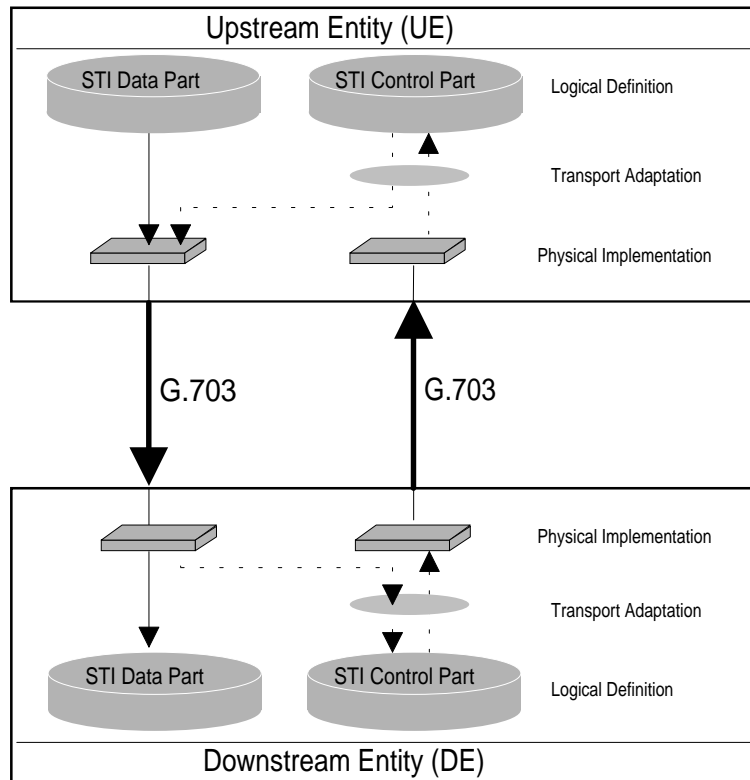 Upstream Entity (UE)
STI Data Part
STI Control Part
Logical Definition
Transport Adaptation
Physical Implementation
G.703
G.703
Physical Implementation
Transport Adaptation
STI Data Part
STI Control Part
Logical Definition
Downstream Entity (DE)